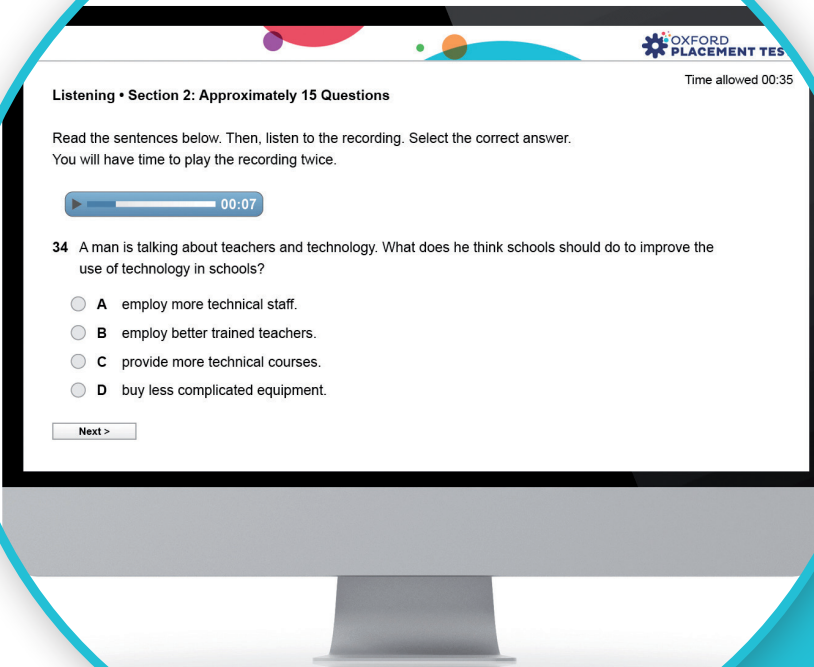 OXFORD
PLACEMENT TES
Time allowed 00:35
Listening • Section 2: Approximately 15 Questions
Read the sentences below. Then, listen to the recording. Select the correct answer.
You will have time to play the recording twice.
00:07
34 A man is talking about teachers and technology. What does he think schools should do to improve the
use of technology in schools?
A employ more technical staff.
B employ better trained teachers.
C provide more technical courses.
D buy less complicated equipment.
Next >